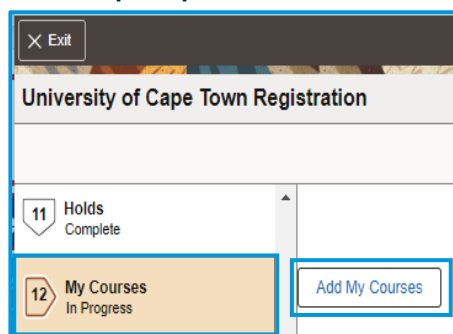 X Exit
University of Cape Town Registration
11 Holds
Complete
12 My Courses
In Progress
Add My Courses